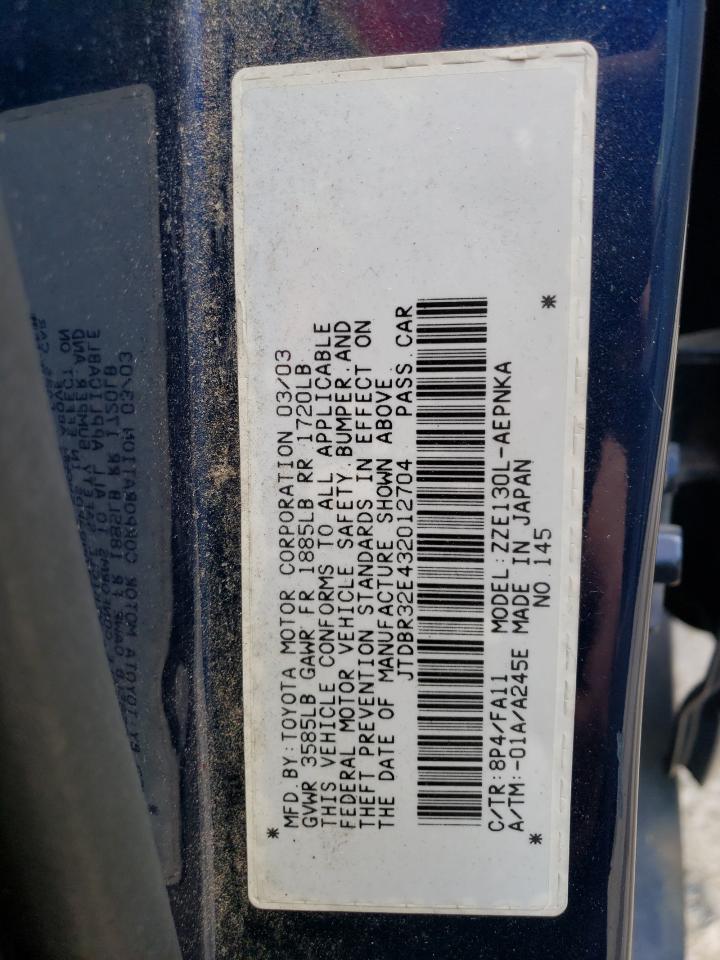 MFD. BY: TOYOTA MOTOR CORPORATION 03/03
GVWR 3585LB GAWR FR 1885LB RR 1720LB
THIS VEHICLE CONFORMS TO ALL APPLICABLE
FEDERAL MOTOR VEHICLE SAFETY, BUMPER, AND
THEFT PREVENTION STANDARDS IN EFFECT ON
THE DATE OF MANUFACTURE SHOWN ABOVE
JTDBR32E432012704 PASS. CAR
C/TR: 8P4/FA11 MODEL: ZZE130L-AEPNKA
A/TM: -01A/A245E MADE IN JAPAN
NO. 145